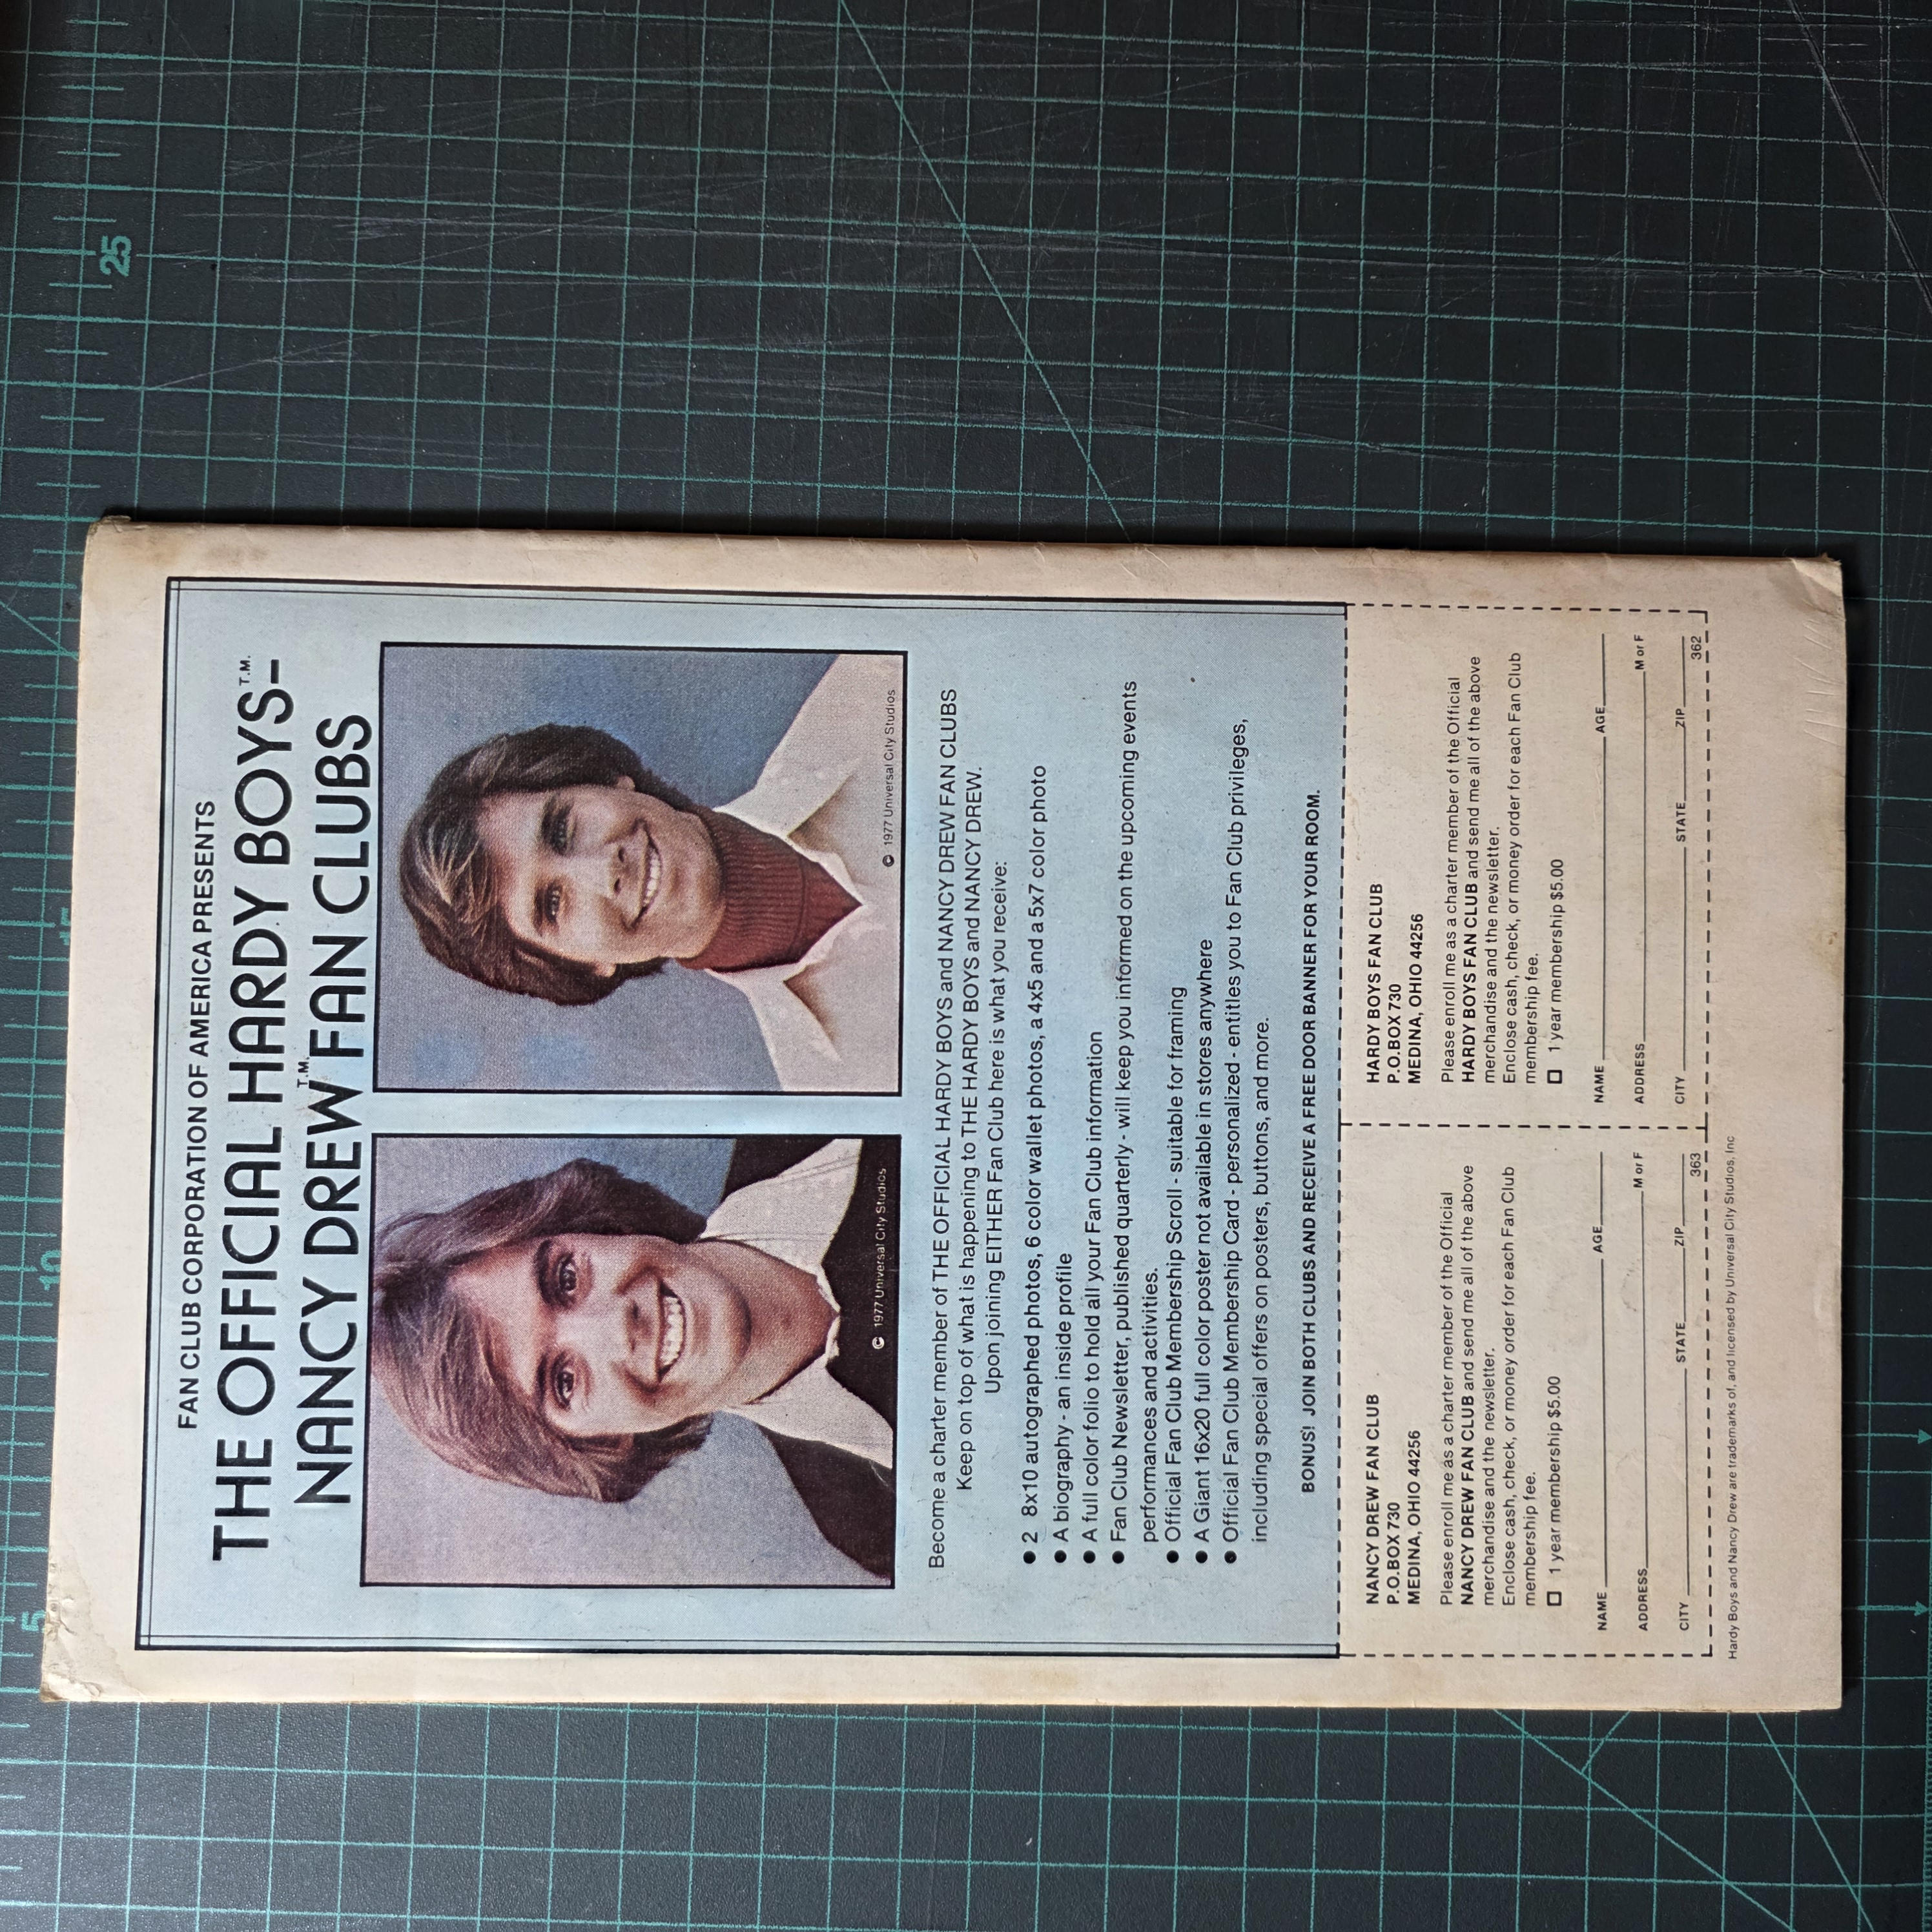 FAN CLUB CORPORATION OF AMERICA PRESENTS
THE OFFICIAL HARDY BOYS T.M.-
NANCY DREW T.M. FAN CLUBS
© 1977 Universal City Studios
© 1977 Universal City Studios
Become a charter member of THE OFFICIAL HARDY BOYS and NANCY DREW FAN CLUBS
Keep on top of what is happening to THE HARDY BOYS and NANCY DREW.
Upon joining EITHER Fan Club here is what you receive:
● 2 8x10 autographed photos, 6 color wallet photos, a 4x5 and a 5x7 color photo
● A biography - an inside profile
● A full color folio to hold all your Fan Club information
● Fan Club Newsletter, published quarterly - will keep you informed on the upcoming events
performances and activities.
● Official Fan Club Membership Scroll - suitable for framing
● A Giant 16x20 full color poster not available in stores anywhere
● Official Fan Club Membership Card - personalized - entitles you to Fan Club privileges,
including special offers on posters, buttons, and more.
BONUS! JOIN BOTH CLUBS AND RECEIVE A FREE DOOR BANNER FOR YOUR ROOM.
NANCY DREW FAN CLUB
P.O. BOX 730
MEDINA, OHIO 44256
Please enroll me as a charter member of the Official
NANCY DREW FAN CLUB and send me all of the above
merchandise and the newsletter.
Enclose cash, check, or money order for each Fan Club
membership fee.
☐ 1 year membership $5.00
NAME AGE
ADDRESS M or F
CITY STATE ZIP
363
HARDY BOYS FAN CLUB
P.O. BOX 730
MEDINA, OHIO 44256
Please enroll me as a charter member of the Official
HARDY BOYS FAN CLUB and send me all of the above
merchandise and the newsletter.
Enclose cash, check, or money order for each Fan Club
membership fee.
☐ 1 year membership $5.00
NAME AGE
ADDRESS M or F
CITY STATE ZIP
362
Hardy Boys and Nancy Drew are trademarks of, and licensed by Universal City Studios, Inc
5
10
25